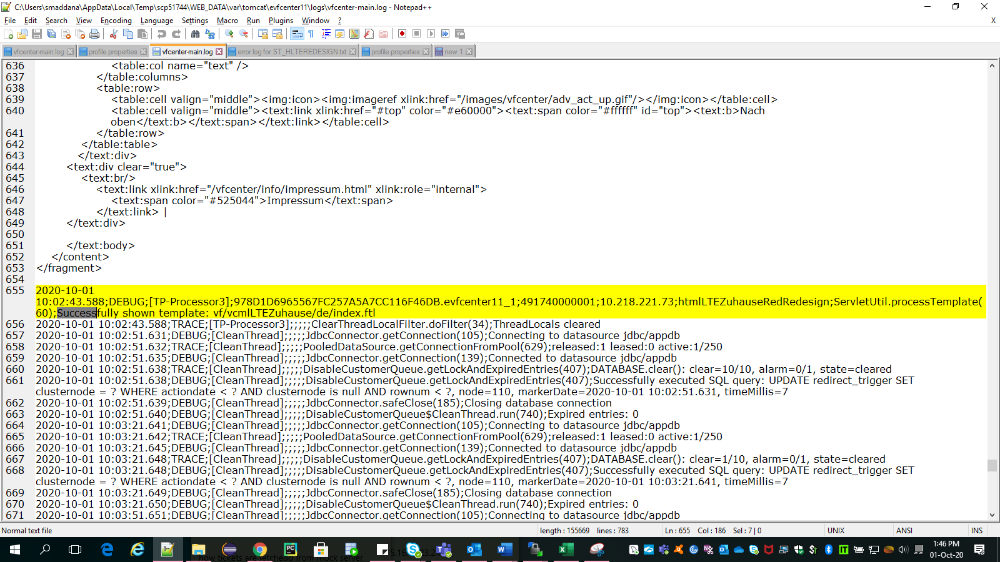 C:\Users\smaddana\AppData\Local\Temp\scp51744\WEB_DATA\var\tomcat\evfcenter11\logs\vfcenter-main.log - Notepad++
File Edit Search View Encoding Language Settings Macro Run Plugins Window ? X
vfcenter-main.log profile.properties vfcenter-main.log error log for ST_HLTEREDESIGN.txt profile.properties new 1
636 <table:col name="text" />
637 </table:columns>
638 <table:row>
639 <table:cell valign="middle"><img:icon><img:imageref xlink:href="/images/vfcenter/adv_act_up.gif"/></img:icon></table:cell>
640 <table:cell valign="middle"><text:link xlink:href="#top" color="#e60000"><text:span color="#ffffff" id="top"><text:b>Nach
oben</text:b></text:span></text:link></table:cell>
641 </table:row>
642 </table:table>
643 </text:div>
644 <text:div clear="true">
645 <text:br/>
646 <text:link xlink:href="/vfcenter/info/impressum.html" xlink:role="internal">
647 <text:span color="#525044">Impressum</text:span>
648 </text:link> |
649 </text:div>
650
651 </text:body>
652 </content>
653 </fragment>
654
655 2020-10-01
10:02:43.588;DEBUG;[TP-Processor3];978D1D6965567FC257A5A7CC116F46DB.evfcenter11_1;491740000001;10.218.221.73;htmlLTEZuhauseRedRedesign;ServletUtil.processTemplate(
60);Successfully shown template: vf/vcmlLTEZuhause/de/index.ftl
656 2020-10-01 10:02:43.588;TRACE;[TP-Processor3];;;;;ClearThreadLocalFilter.doFilter(34);ThreadLocals cleared
657 2020-10-01 10:02:51.631;DEBUG;[CleanThread];;;;;JdbcConnector.getConnection(105);Connecting to datasource jdbc/appdb
658 2020-10-01 10:02:51.632;TRACE;[CleanThread];;;;;PooledDataSource.getConnectionFromPool(629);released:1 leased:0 active:1/250
659 2020-10-01 10:02:51.635;DEBUG;[CleanThread];;;;;JdbcConnector.getConnection(139);Connected to datasource jdbc/appdb
660 2020-10-01 10:02:51.638;TRACE;[CleanThread];;;;;DisableCustomerQueue.getLockAndExpiredEntries(407);DATABASE.clear(): clear=10/10, alarm=0/1, state=cleared
661 2020-10-01 10:02:51.638;DEBUG;[CleanThread];;;;;DisableCustomerQueue.getLockAndExpiredEntries(407);Successfully executed SQL query: UPDATE redirect_trigger SET
clusternode = ? WHERE actiondate < ? AND clusternode is null AND rownum < ?, node=110, markerDate=2020-10-01 10:02:51.631, timeMillis=7
662 2020-10-01 10:02:51.639;DEBUG;[CleanThread];;;;;JdbcConnector.safeClose(185);Closing database connection
663 2020-10-01 10:02:51.640;DEBUG;[CleanThread];;;;;DisableCustomerQueue$CleanThread.run(740);Expired entries: 0
664 2020-10-01 10:03:21.641;DEBUG;[CleanThread];;;;;JdbcConnector.getConnection(105);Connecting to datasource jdbc/appdb
665 2020-10-01 10:03:21.642;TRACE;[CleanThread];;;;;PooledDataSource.getConnectionFromPool(629);released:1 leased:0 active:1/250
666 2020-10-01 10:03:21.645;DEBUG;[CleanThread];;;;;JdbcConnector.getConnection(139);Connected to datasource jdbc/appdb
667 2020-10-01 10:03:21.648;TRACE;[CleanThread];;;;;DisableCustomerQueue.getLockAndExpiredEntries(407);DATABASE.clear(): clear=1/10, alarm=0/1, state=cleared
668 2020-10-01 10:03:21.648;DEBUG;[CleanThread];;;;;DisableCustomerQueue.getLockAndExpiredEntries(407);Successfully executed SQL query: UPDATE redirect_trigger SET
clusternode = ? WHERE actiondate < ? AND clusternode is null AND rownum < ?, node=110, markerDate=2020-10-01 10:03:21.641, timeMillis=7
669 2020-10-01 10:03:21.649;DEBUG;[CleanThread];;;;;JdbcConnector.safeClose(185);Closing database connection
670 2020-10-01 10:03:21.650;DEBUG;[CleanThread];;;;;DisableCustomerQueue$CleanThread.run(740);Expired entries: 0
671 2020-10-01 10:03:51.651;DEBUG;[CleanThread];;;;;JdbcConnector.getConnection(105);Connecting to datasource jdbc/appdb
Normal text file length : 155669 lines : 783 Ln : 655 Col : 186 Sel : 7 | 0 UNIX ANSI INS
1:46 PM
how tickets are fetched from mock server 01-Oct-20